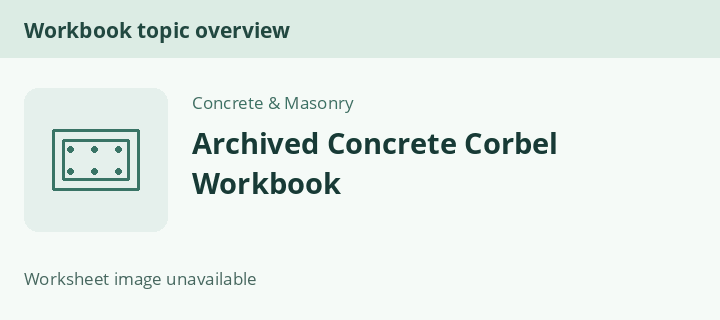 Workbook topic overview
Concrete & Masonry
Archived Concrete Corbel
Workbook
Worksheet image unavailable